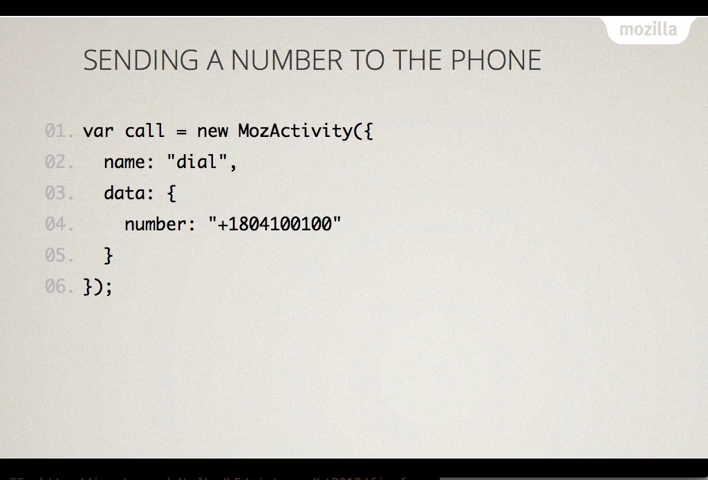 mozilla
SENDING A NUMBER TO THE PHONE
01. var call = new MozActivity({
02. name: "dial",
03. data: {
04. number: "+1804100100"
05. }
06. });